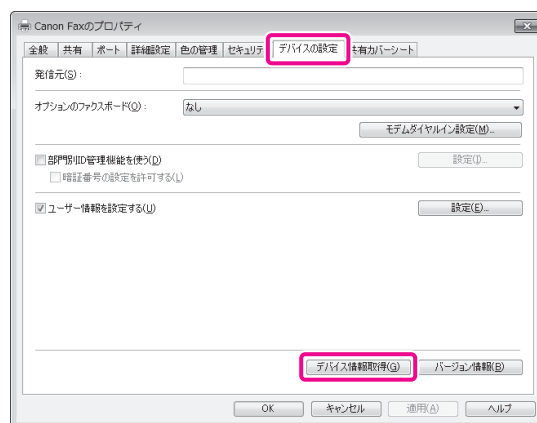 Canon Faxのプロパティ
全般 共有 ポート 詳細設定 色の管理 セキュリテ デバイスの設定 共有カバーシート
発信元(S):
オプションのファクスボード(O): なし
モデムダイヤルイン設定(M)...
部門別ID管理機能を使う(D) 設定(I)...
暗証番号の設定を許可する(L)
ユーザー情報を設定する(U) 設定(E)...
デバイス情報取得(G) バージョン情報(B)
OK キャンセル 適用(A) ヘルプ